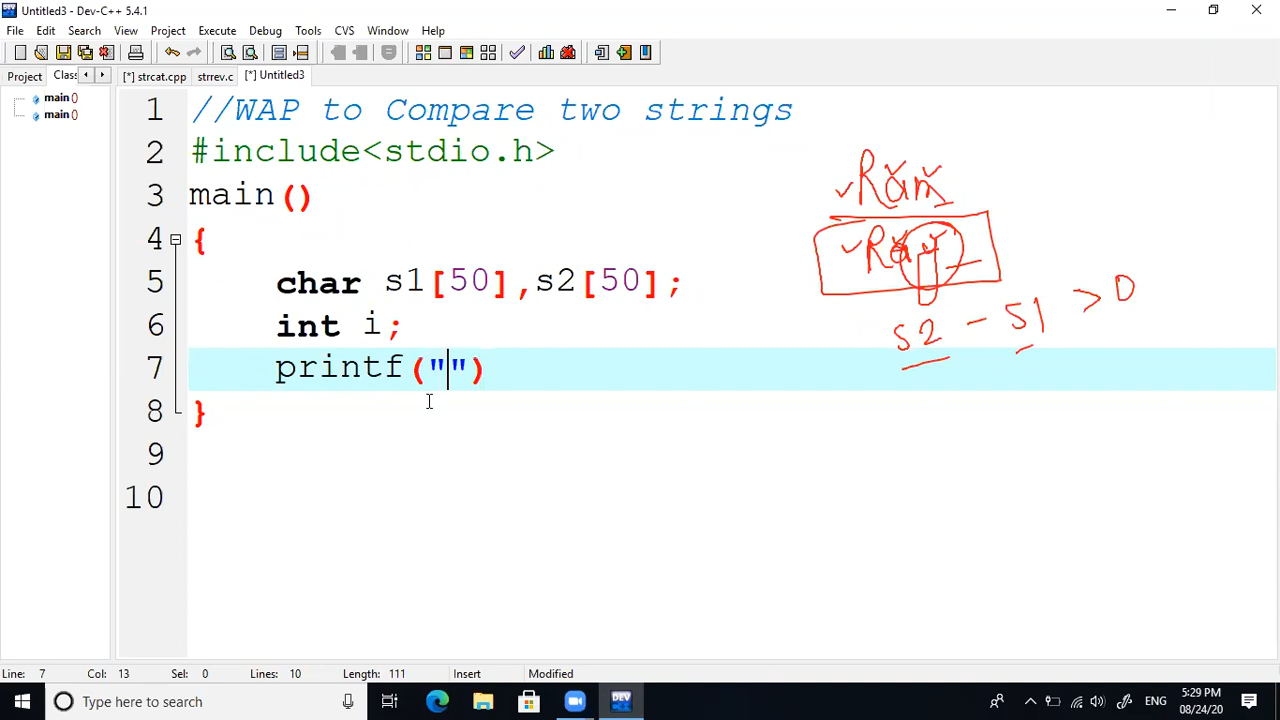 Untitled3 - Dev-C++ 5.4.1
File Edit Search View Project Execute Debug Tools CVS Window Help
Project Clas [*] strcat.cpp strrev.c [*] Untitled3
main ()
main ()
1 //WAP to Compare two strings
2 #include<stdio.h>
3 main()
4 {
5 char s1[50],s2[50];
6 int i;
7 printf("")
8 }
9
10
Ram
s2 - s1 > 0
Line: 7 Col: 13 Sel: 0 Lines: 10 Length: 111 Insert Modified
DEV
Type here to search
ENG
5:29 PM
08/24/20